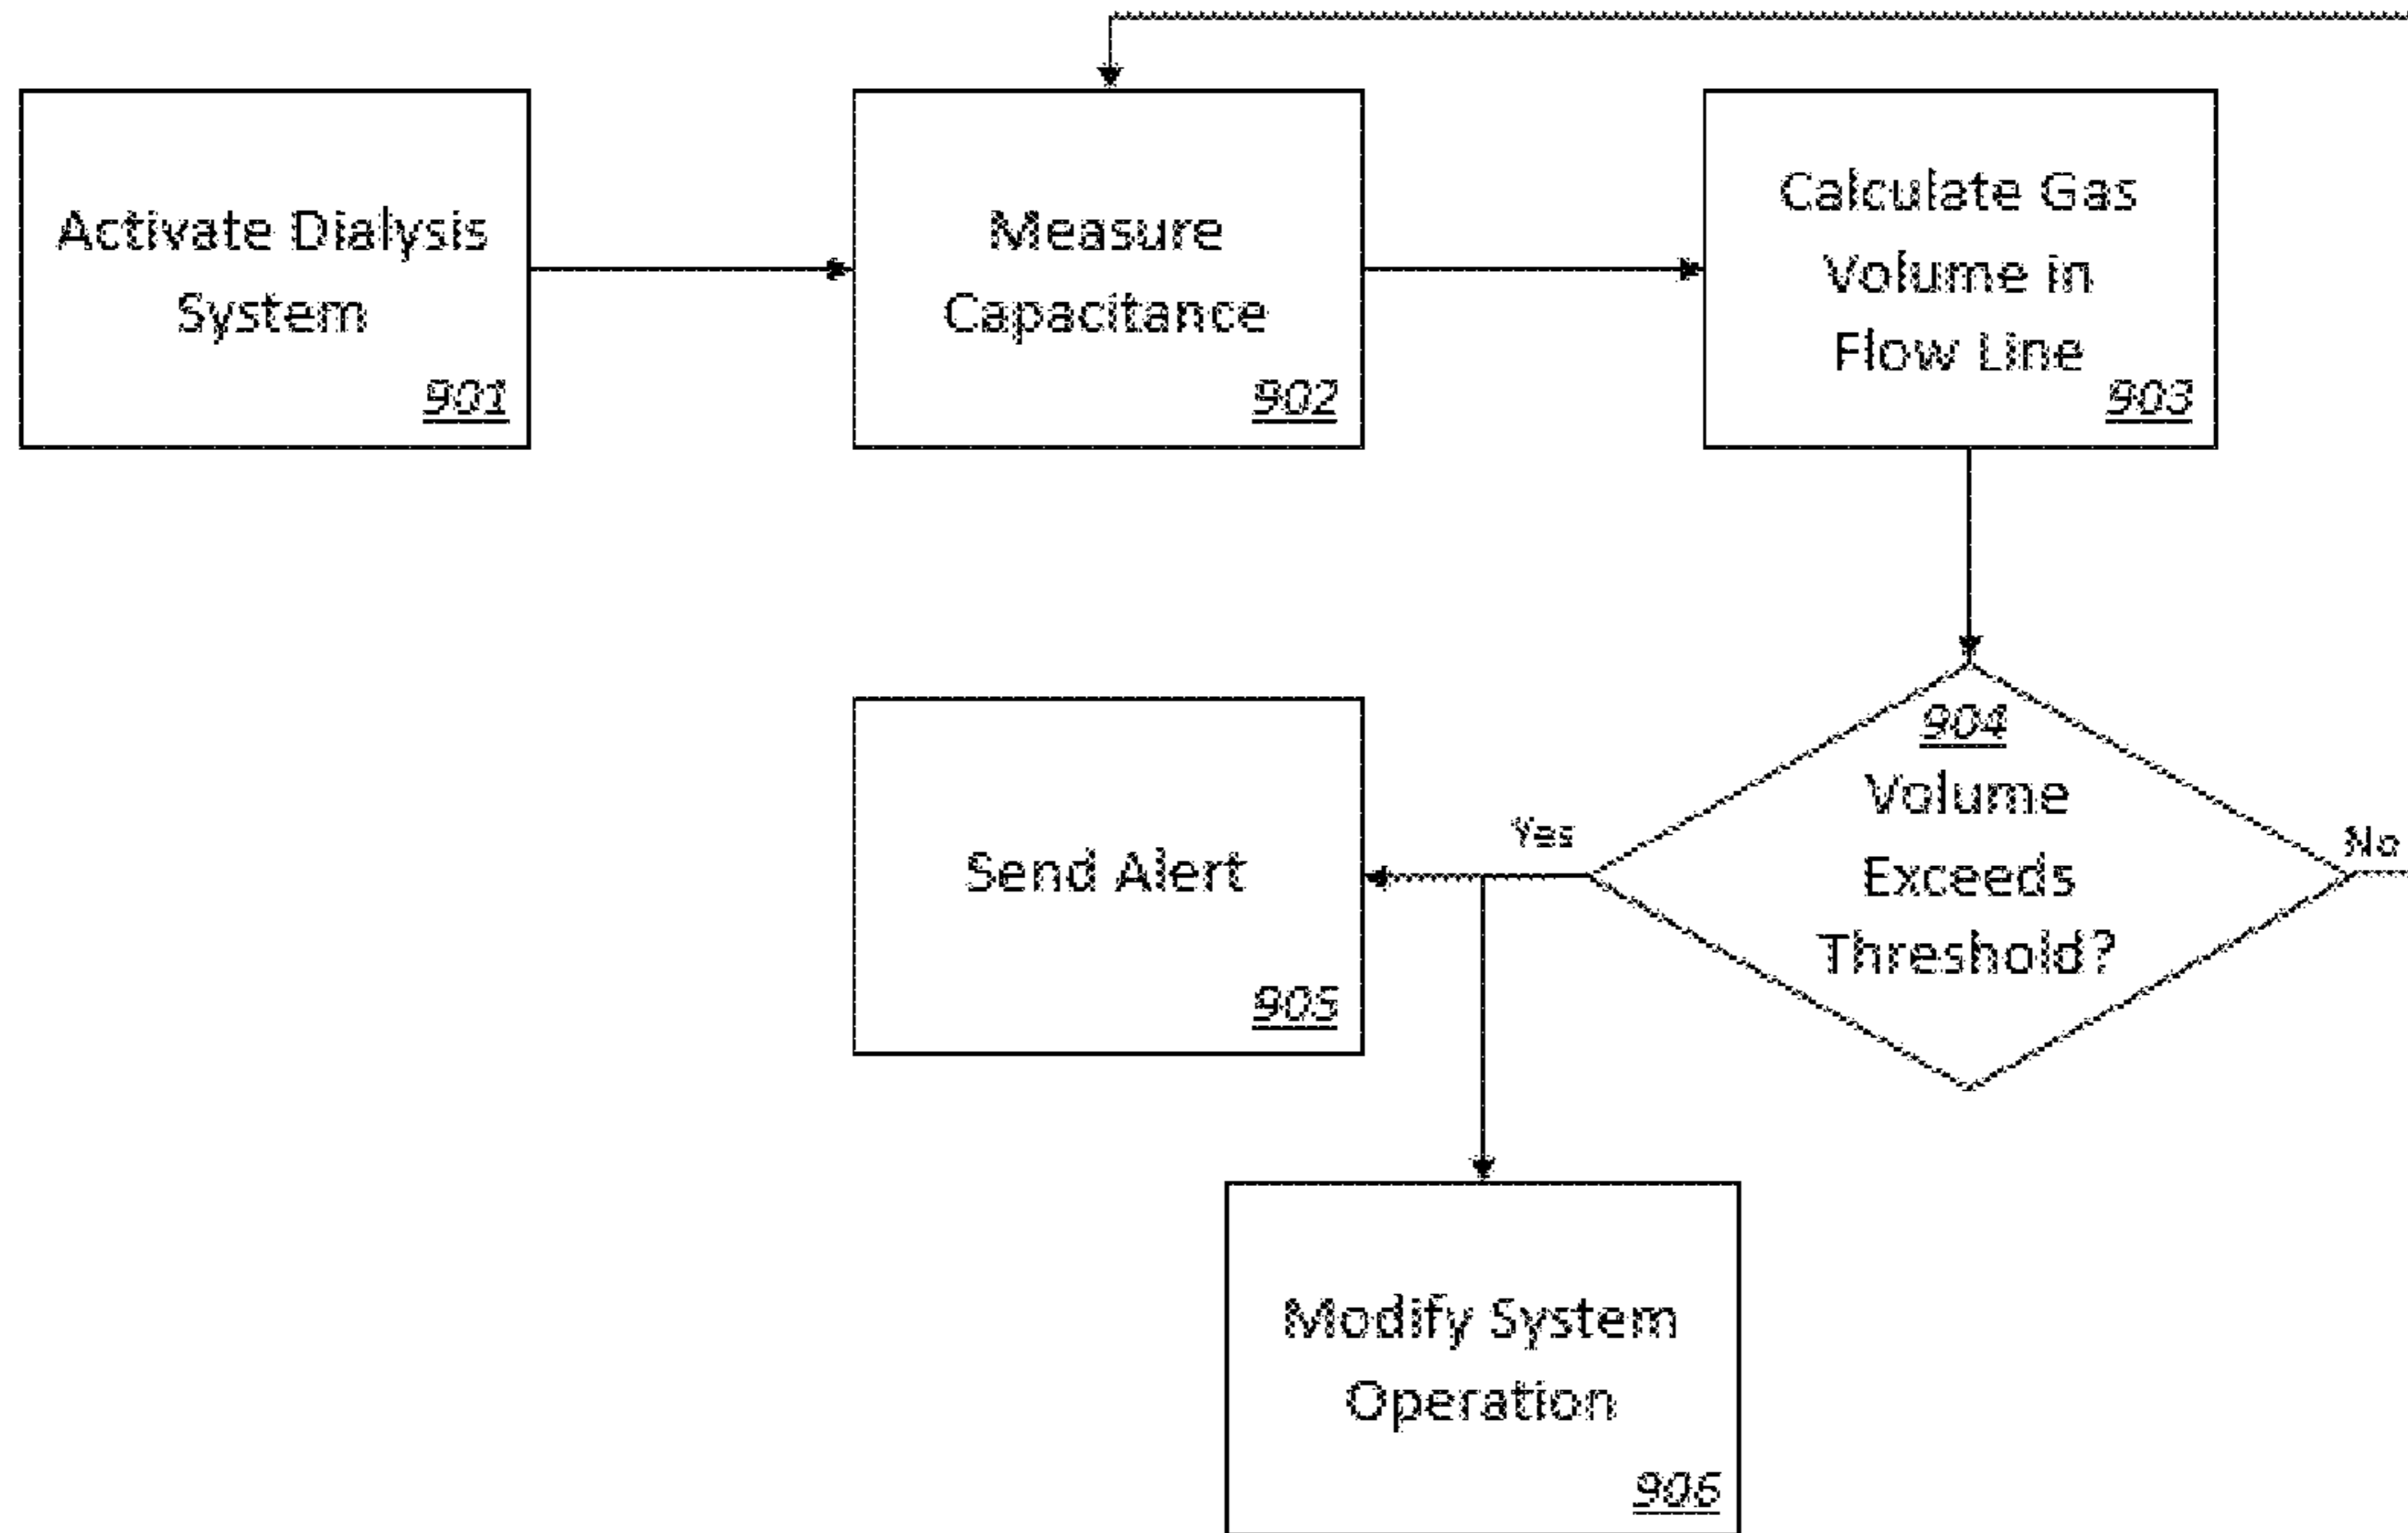 Activate Dialysis
System
901
Measure
Capacitance
902
Calculate Gas
Volume in
Flow Line
903
904
Volume
Exceeds
Threshold?
Yes
No
Send Alert
905
Modify System
Operation
906